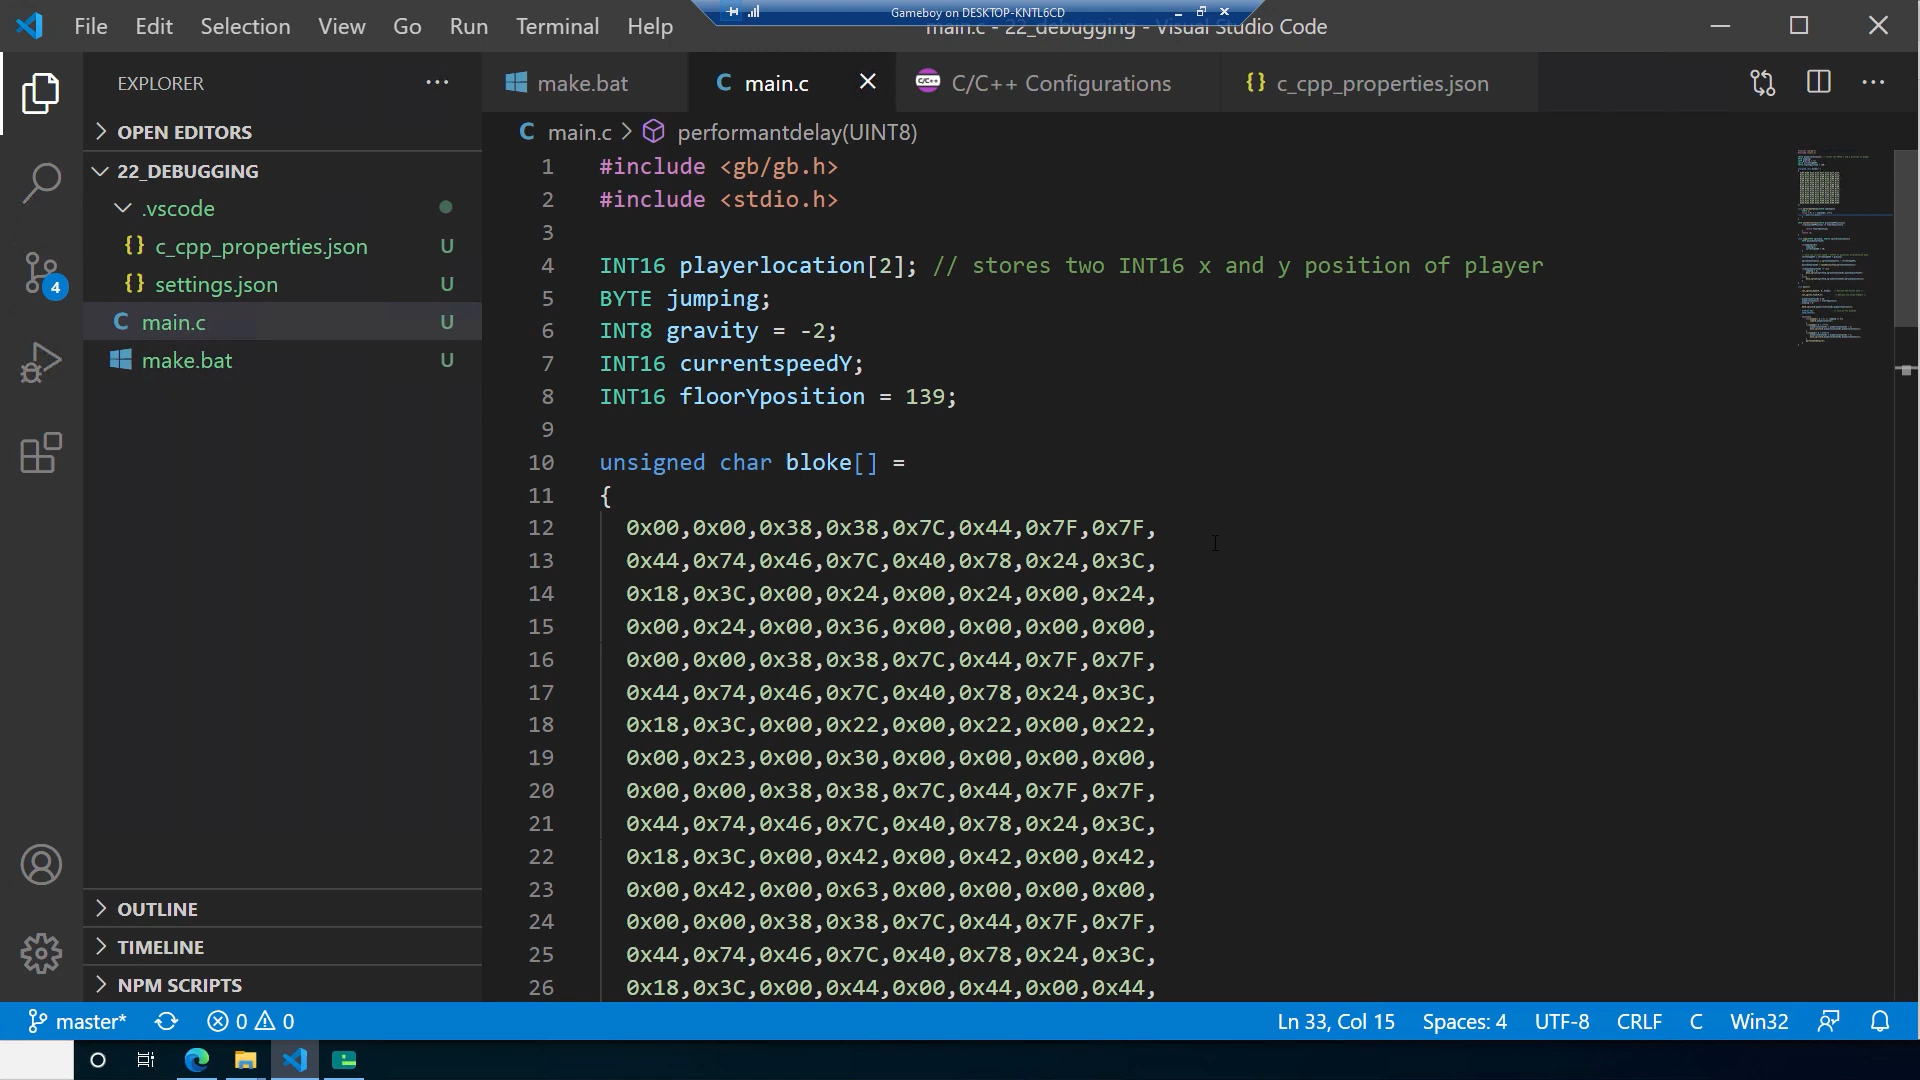 Gameboy on DESKTOP-KNTL6CD
File Edit Selection View Go Run Terminal Help
main.c - 22_debugging - Visual Studio Code
EXPLORER
make.bat
main.c
C/C++ Configurations
c_cpp_properties.json
OPEN EDITORS
main.c > performantdelay(UINT8)
22_DEBUGGING
.vscode
c_cpp_properties.json U
settings.json U
main.c U
make.bat U
4
OUTLINE
TIMELINE
NPM SCRIPTS
1 #include <gb/gb.h>
2 #include <stdio.h>
3
4 INT16 playerlocation[2]; // stores two INT16 x and y position of player
5 BYTE jumping;
6 INT8 gravity = -2;
7 INT16 currentspeedY;
8 INT16 floorYposition = 139;
9
10 unsigned char bloke[] =
11 {
12 0x00,0x00,0x38,0x38,0x7C,0x44,0x7F,0x7F,
13 0x44,0x74,0x46,0x7C,0x40,0x78,0x24,0x3C,
14 0x18,0x3C,0x00,0x24,0x00,0x24,0x00,0x24,
15 0x00,0x24,0x00,0x36,0x00,0x00,0x00,0x00,
16 0x00,0x00,0x38,0x38,0x7C,0x44,0x7F,0x7F,
17 0x44,0x74,0x46,0x7C,0x40,0x78,0x24,0x3C,
18 0x18,0x3C,0x00,0x22,0x00,0x22,0x00,0x22,
19 0x00,0x23,0x00,0x30,0x00,0x00,0x00,0x00,
20 0x00,0x00,0x38,0x38,0x7C,0x44,0x7F,0x7F,
21 0x44,0x74,0x46,0x7C,0x40,0x78,0x24,0x3C,
22 0x18,0x3C,0x00,0x42,0x00,0x42,0x00,0x42,
23 0x00,0x42,0x00,0x63,0x00,0x00,0x00,0x00,
24 0x00,0x00,0x38,0x38,0x7C,0x44,0x7F,0x7F,
25 0x44,0x74,0x46,0x7C,0x40,0x78,0x24,0x3C,
26 0x18,0x3C,0x00,0x44,0x00,0x44,0x00,0x44,
master* 0 0 Ln 33, Col 15 Spaces: 4 UTF-8 CRLF C Win32